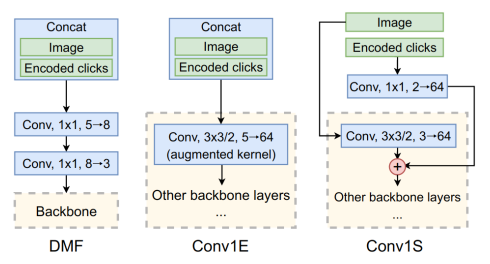 Concat
Image
Encoded clicks
Conv, 1x1, 5→8
Conv, 1x1, 8→3
Backbone
DMF
Concat
Image
Encoded clicks
Conv, 3x3/2, 5→64
(augmented kernel)
Other backbone layers
...
Conv1E
Image
Encoded clicks
Conv, 1x1, 2→64
Conv, 3x3/2, 3→64
+
Other backbone layers
...
Conv1S